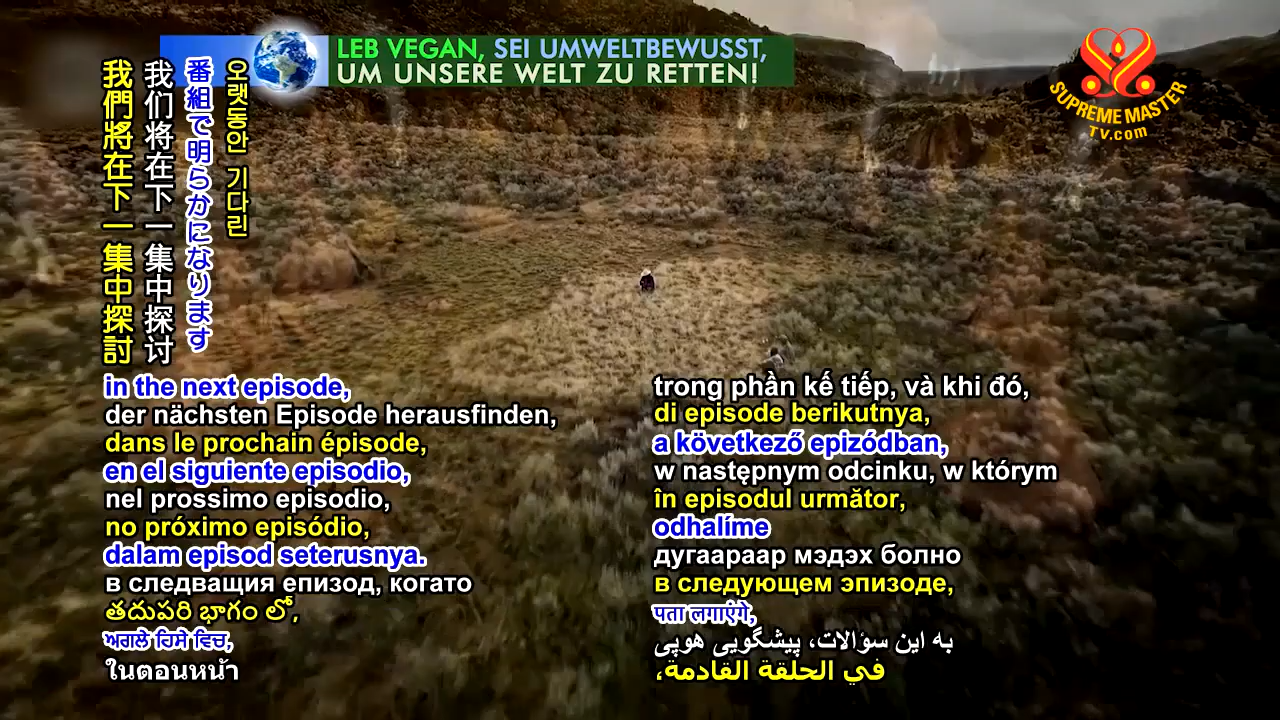 LEB VEGAN, SEI UMWELTBEWUSST,
UM UNSERE WELT ZU RETTEN!
SUPREME MASTER
TV.com
오랫동안 기다린
番組で明らかになります
我们将在下一集中探讨
我們將在下一集中探討
in the next episode,
der nächsten Episode herausfinden,
dans le prochain épisode,
en el siguiente episodio,
nel prossimo episodio,
no próximo episódio,
dalam episod seterusnya.
в следващия епизод, когато
తదుపరి భాగం లో,
ਅਗਲੇ ਹਿਸੇ ਵਿਚ,
ในตอนหน้า
trong phần kế tiếp, và khi đó,
di episode berikutnya,
a következő epizódban,
w następnym odcinku, w którym
în episodul următor,
odhalíme
дугаараар мэдэх болно
в следующем эпизоде,
पता लगाएंगे,
به این سؤالات، پیشگویی هوپی
في الحلقة القادمة،